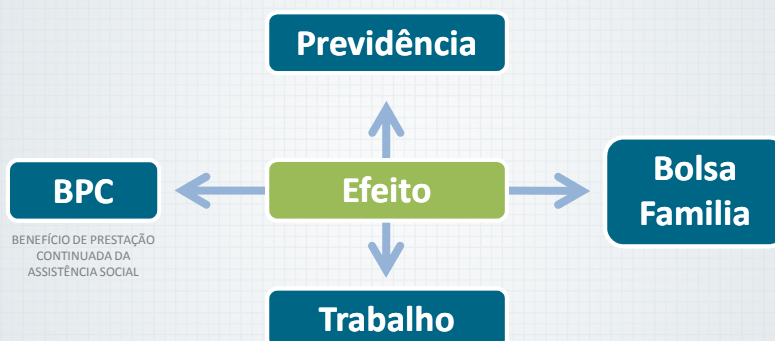 Previdência
BPC
Efeito
Bolsa
Familia
BENEFÍCIO DE PRESTAÇÃO
CONTINUADA DA
ASSISTÊNCIA SOCIAL
Trabalho